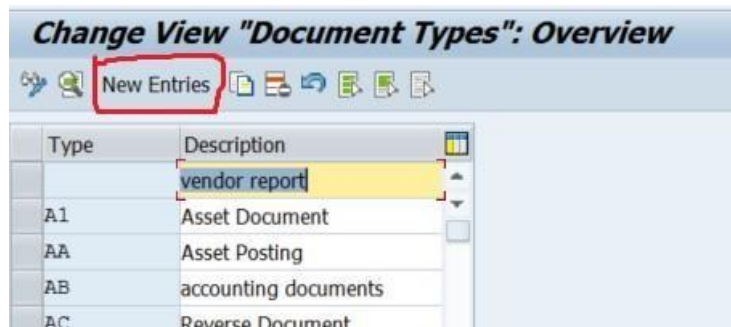 Change View "Document Types": Overview
New Entries
Type Description
vendor report
A1 Asset Document
AA Asset Posting
AB accounting documents
AC Reverse Document